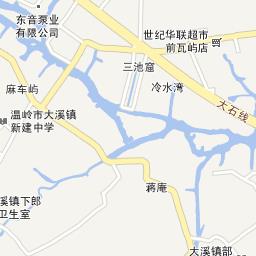 东音泵业
有限公司
世纪华联超市
前瓦屿店
三池窟
麻车屿
冷水湾
大石线
温岭市大溪镇
新建中学
蒋庵
溪镇下郎
卫生室
大溪镇部